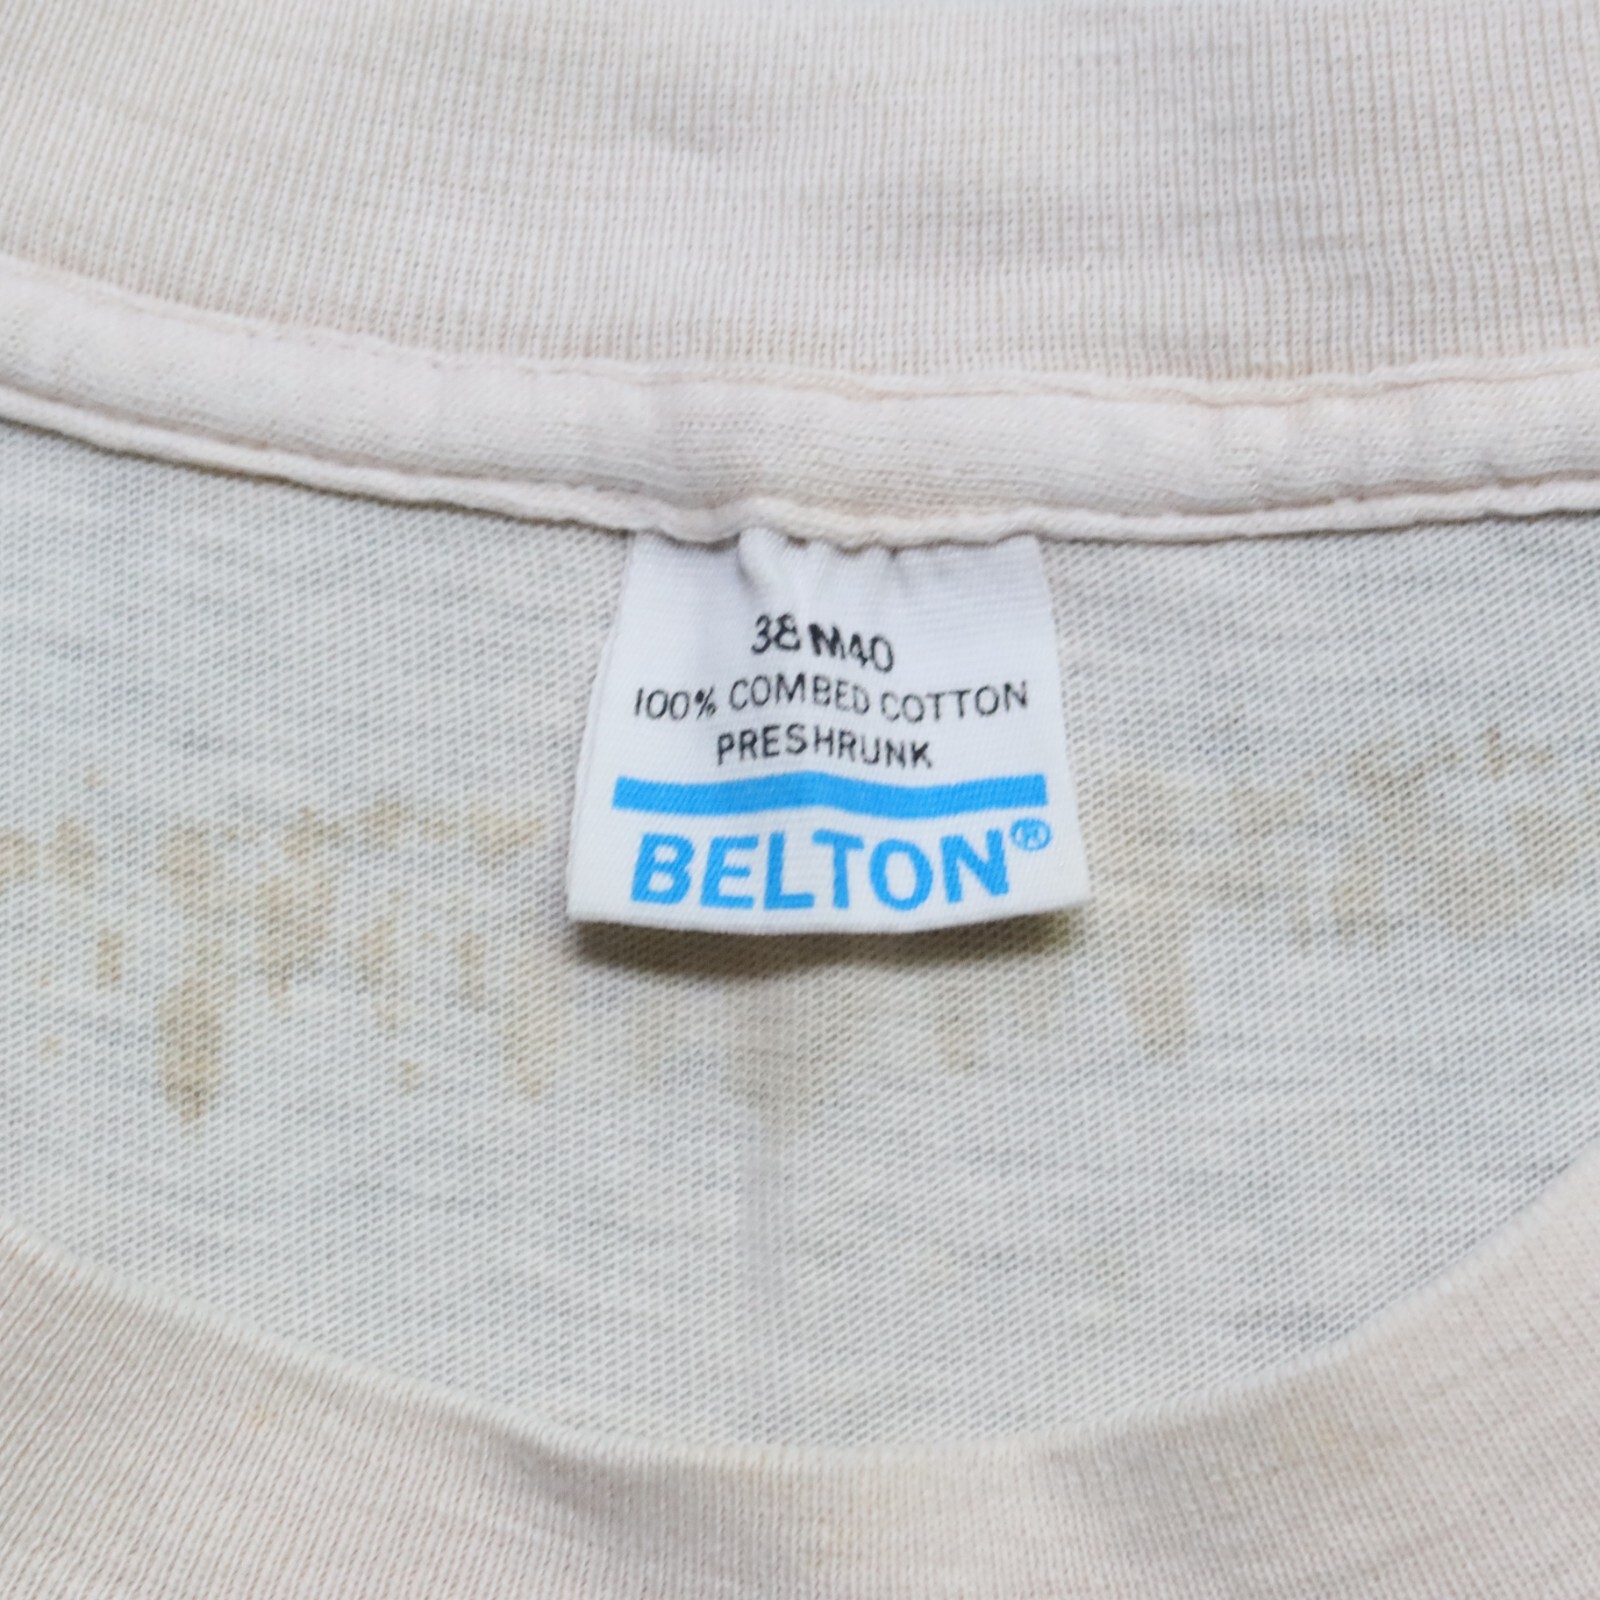 38 M 40
100% COMBED COTTON
PRESHRUNK
BELTON®